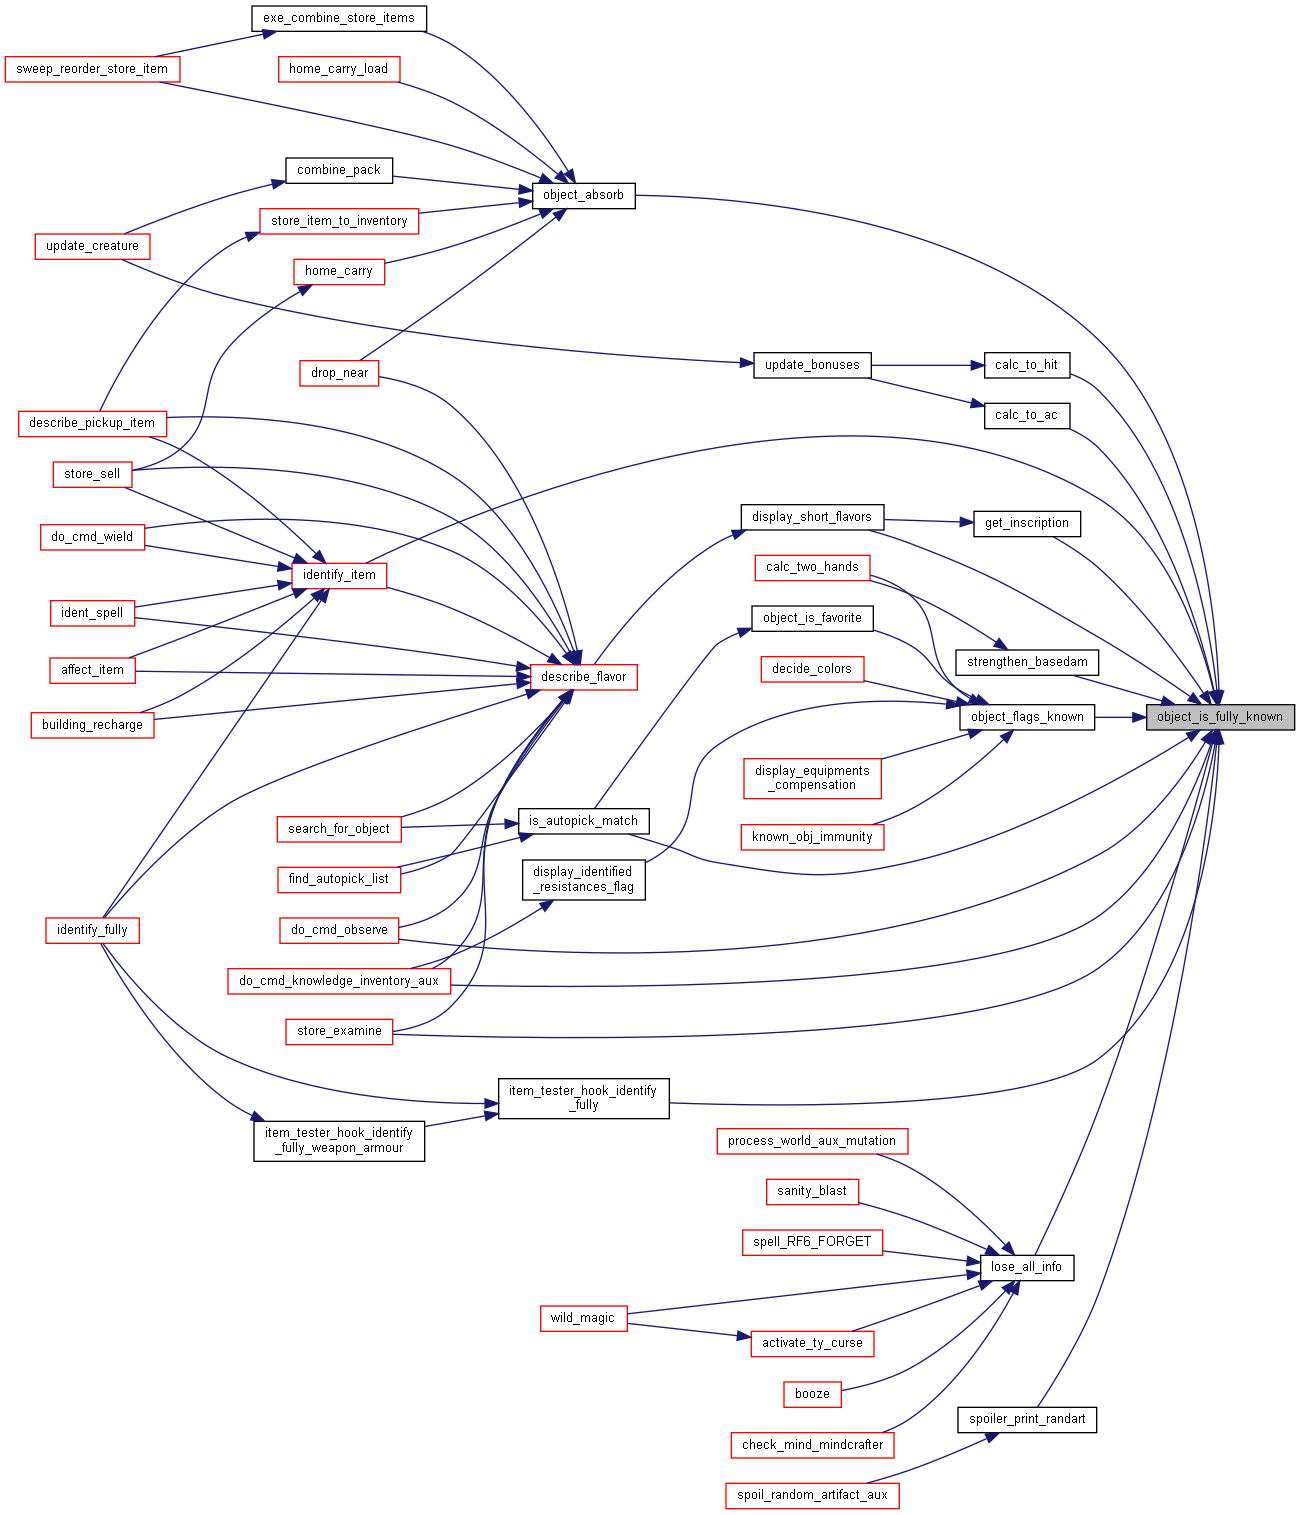 exe_combine_store_items
sweep_reorder_store_item
home_carry_load
combine_pack
object_absorb
store_item_to_inventory
update_creature
home_carry
drop_near
update_bonuses
calc_to_hit
calc_to_ac
describe_pickup_item
store_sell
display_short_flavors
get_inscription
do_cmd_wield
identify_item
calc_two_hands
ident_spell
object_is_favorite
strengthen_basedam
affect_item
decide_colors
describe_flavor
building_recharge
object_flags_known
object_is_fully_known
display_equipments
_compensation
search_for_object
is_autopick_match
known_obj_immunity
find_autopick_list
display_identified
_resistances_flag
identify_fully
do_cmd_observe
do_cmd_knowledge_inventory_aux
store_examine
item_tester_hook_identify
_fully
item_tester_hook_identify
_fully_weapon_armour
process_world_aux_mutation
sanity_blast
spell_RF6_FORGET
lose_all_info
wild_magic
activate_ty_curse
booze
spoiler_print_randart
check_mind_mindcrafter
spoil_random_artifact_aux